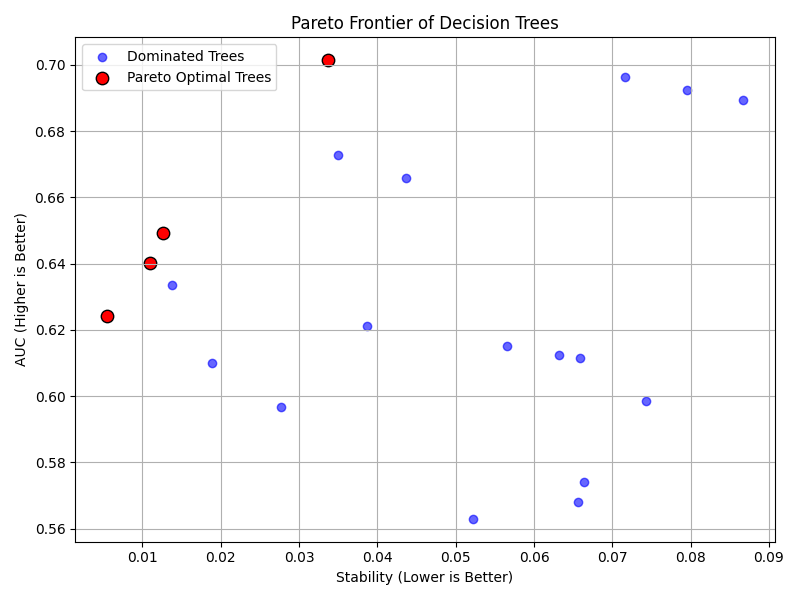 Pareto Frontier of Decision Trees
Dominated Trees
Pareto Optimal Trees
AUC (Higher is Better)
0.70
0.68
0.66
0.64
0.62
0.60
0.58
0.56
0.01 0.02 0.03 0.04 0.05 0.06 0.07 0.08 0.09
Stability (Lower is Better)